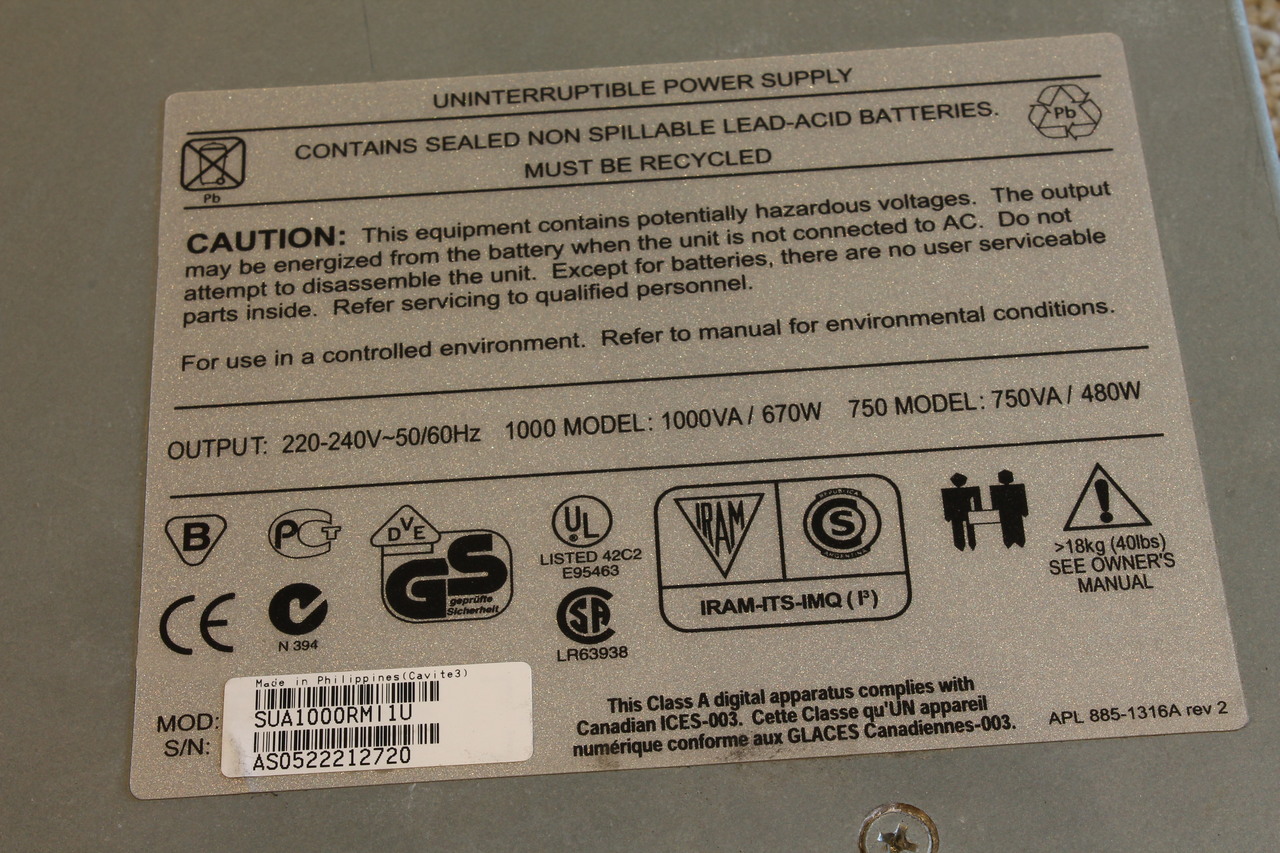 UNINTERRUPTIBLE POWER SUPPLY
CONTAINS SEALED NON SPILLABLE LEAD-ACID BATTERIES.
MUST BE RECYCLED
Pb
Pb
CAUTION: This equipment contains potentially hazardous voltages. The output
may be energized from the battery when the unit is not connected to AC. Do not
attempt to disassemble the unit. Except for batteries, there are no user serviceable
parts inside. Refer servicing to qualified personnel.
For use in a controlled environment. Refer to manual for environmental conditions.
OUTPUT: 220-240V~50/60Hz 1000 MODEL: 1000VA / 670W 750 MODEL: 750VA / 480W
B
PCT
DVE
GS
geprüfte
Sicherheit
UL
LISTED 42C2
E95463
IRAM
REPUBLICA
S
ARGENTINA
IRAM-ITS-IMQ (I³)
>18kg (40lbs)
SEE OWNER'S
MANUAL
CE
N 394
SA
LR63938
Made in Philippines(Cavite3)
MOD: SUA1000RMI1U
S/N: AS0522212720
This Class A digital apparatus complies with
Canadian ICES-003. Cette Classe qu'UN appareil
numérique conforme aux GLACES Canadiennes-003.
APL 885-1316A rev 2